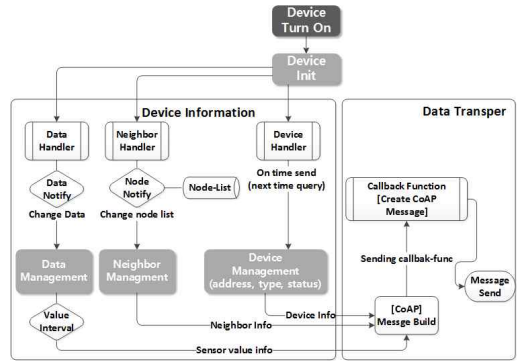 Device
Turn On
Device
Init
Device Information
Data Transper
Data
Handler
Neighbor
Handler
Device
Handler
Data
Notify
Node
Notify
Node-List
On time send
(next time query)
Callback Function
[Create CoAP
Message]
Change Data
Change node list
Data
Management
Neighbor
Managment
Device
Management
(address, type, status)
Sending callbak-func
Message
Send
Value
Interval
[CoAP]
Messge Build
Device Info
Neighbor Info
Sensor value info